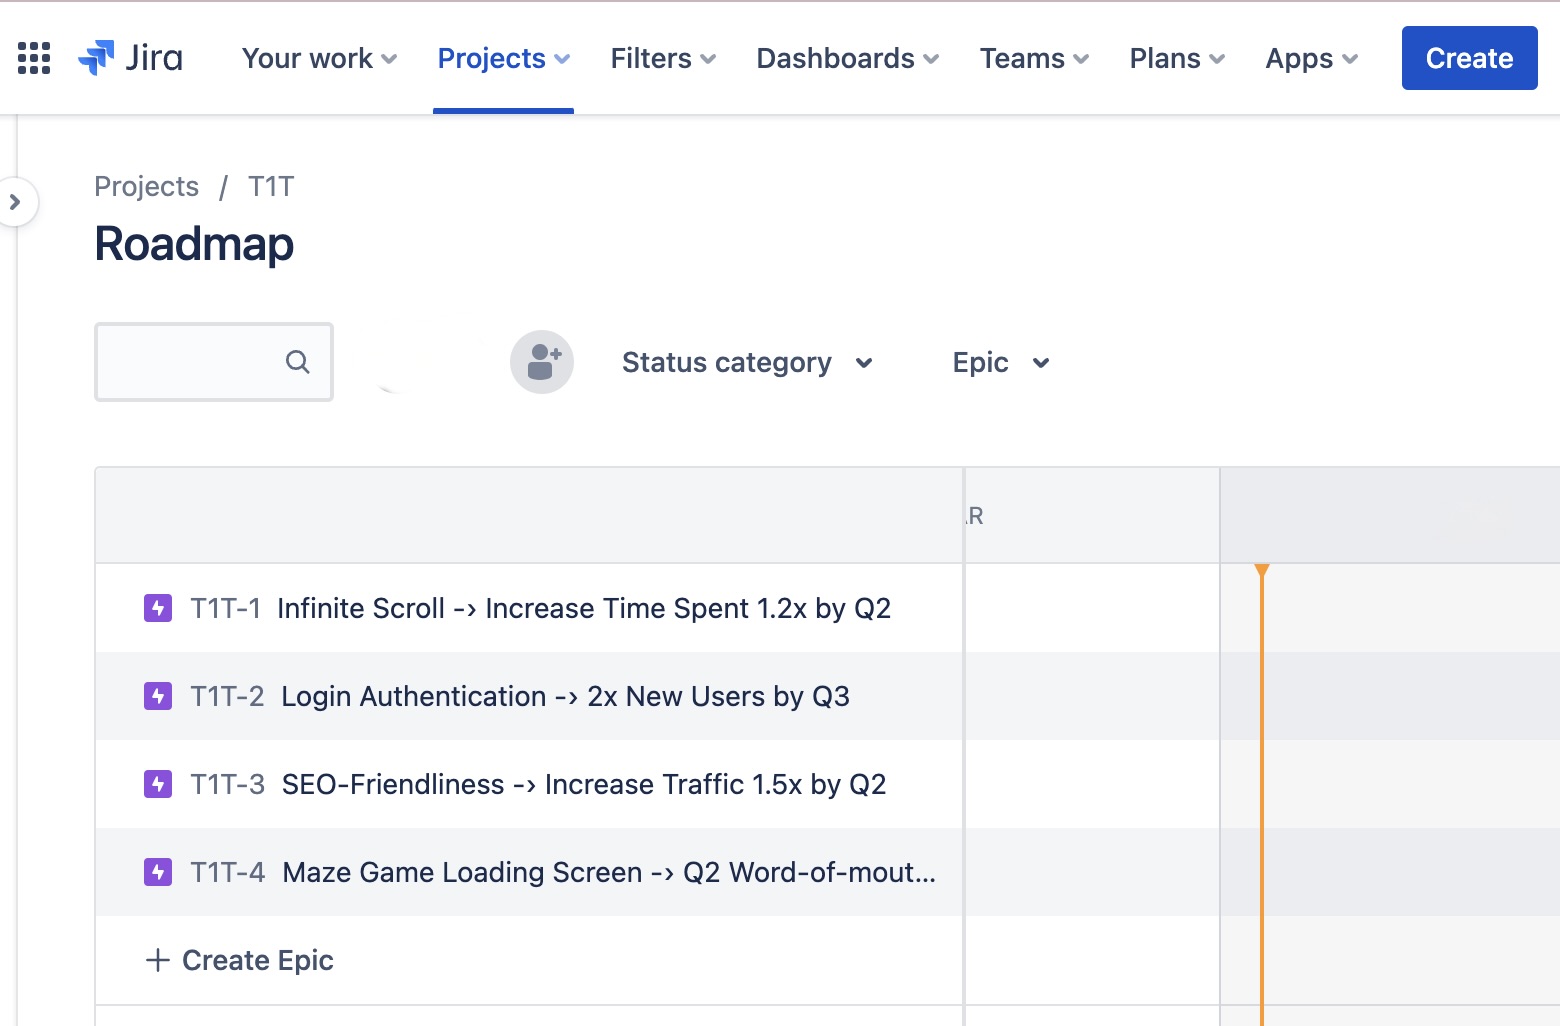 Jira Your work Projects Filters Dashboards Teams Plans Apps Create
Projects / T1T
Roadmap
Status category Epic
T1T-1 Infinite Scroll -> Increase Time Spent 1.2x by Q2
T1T-2 Login Authentication -> 2x New Users by Q3
T1T-3 SEO-Friendliness -> Increase Traffic 1.5x by Q2
T1T-4 Maze Game Loading Screen -> Q2 Word-of-mout...
+ Create Epic